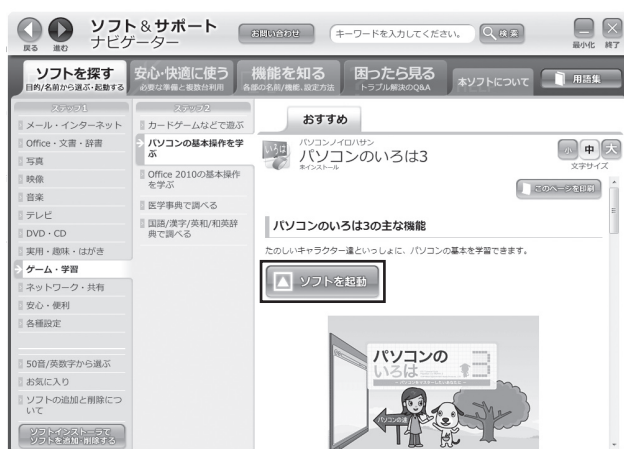 戻る
進む
ソフト&サポート
ナビゲーター
お問い合わせ
キーワードを入力してください。
検索
最小化
終了
ソフトを探す
目的/名前から選ぶ・起動する
安心・快適に使う
必要な準備と複数台利用
機能を知る
各部の名前/機能、設定方法
困ったら見る
トラブル解決のQ&A
本ソフトについて
用語集
ステップ1
メール・インターネット
Office・文書・辞書
写真
映像
音楽
テレビ
DVD・CD
実用・趣味・はがき
ゲーム・学習
ネットワーク・共有
安心・便利
各種設定
50音/英数字から選ぶ
お気に入り
ソフトの追加と削除につ
いて
ソフトインストーラで
ソフトを追加・削除する
ステップ2
カードゲームなどで遊ぶ
パソコンの基本操作を学
ぶ
Office 2010の基本操作
を学ぶ
医学事典で調べる
国語/漢字/英和/和英辞
典で調べる
おすすめ
いろは
パソコンノイロハサン
パソコンのいろは3
未インストール
小 中 大
文字サイズ
このページを印刷
パソコンのいろは3の主な機能
たのしいキャラクター達といっしょに、パソコンの基本を学習できます。
ソフトを起動
パソコンの
いろは 3
パソコンの道